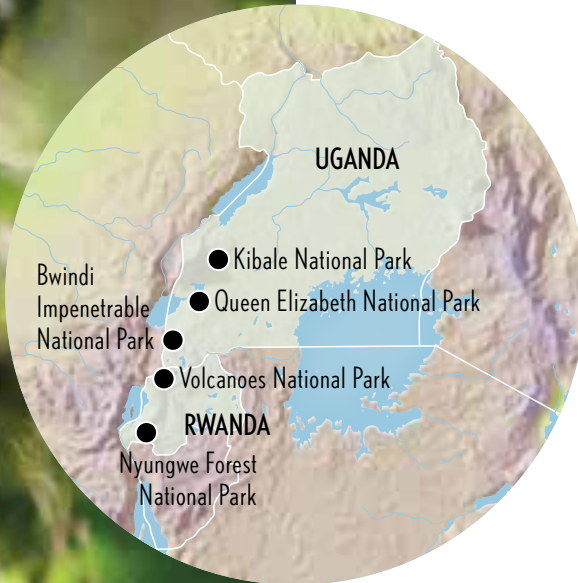 UGANDA
Kibale National Park
Queen Elizabeth National Park
Bwindi
Impenetrable
National Park
Volcanoes National Park
RWANDA
Nyungwe Forest
National Park